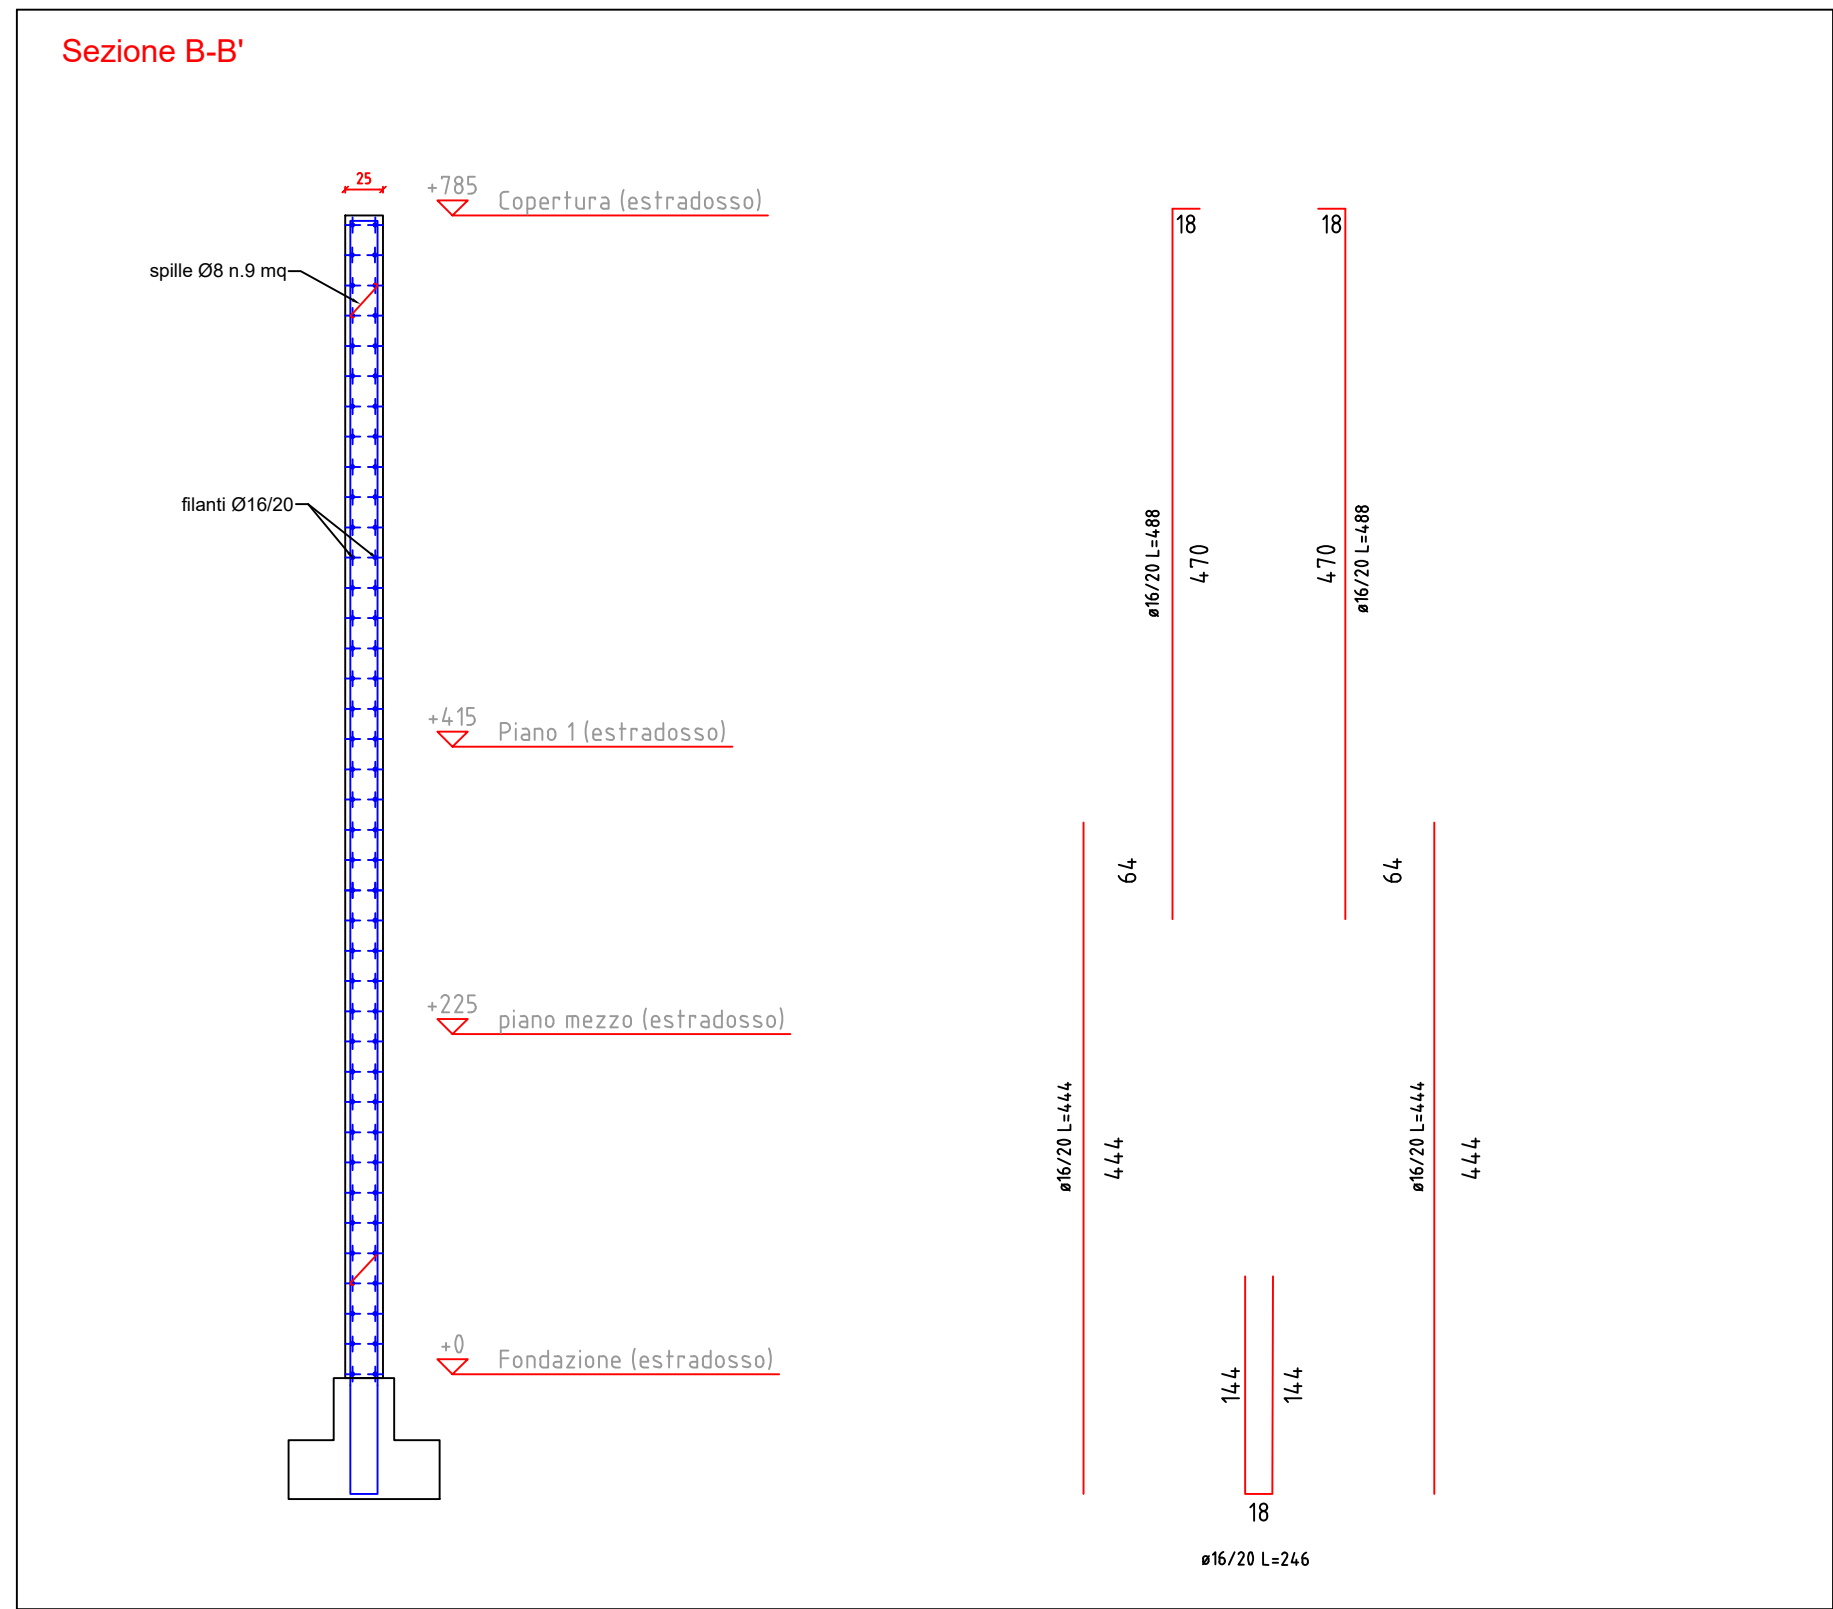 Sezione B-B'
25
+785
Copertura (estradosso)
18
18
spille Ø8 n.9 mq
filanti Ø16/20
ø16/20 L=488
470
470
ø16/20 L=488
+415
Piano 1 (estradosso)
64
64
+225
piano mezzo (estradosso)
ø16/20 L=444
444
ø16/20 L=444
444
+0
Fondazione (estradosso)
144
144
18
ø16/20 L=246